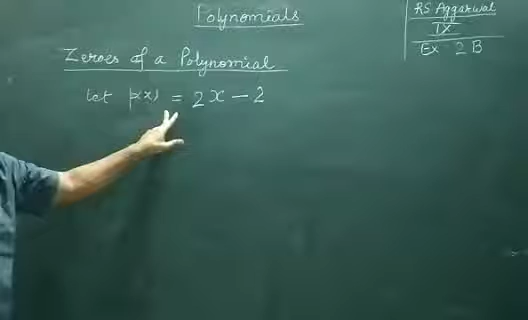 Polynomials
RS Aggarwal
IX
Ex 2B
Zeroes of a Polynomial
Let p(x) = 2x - 2